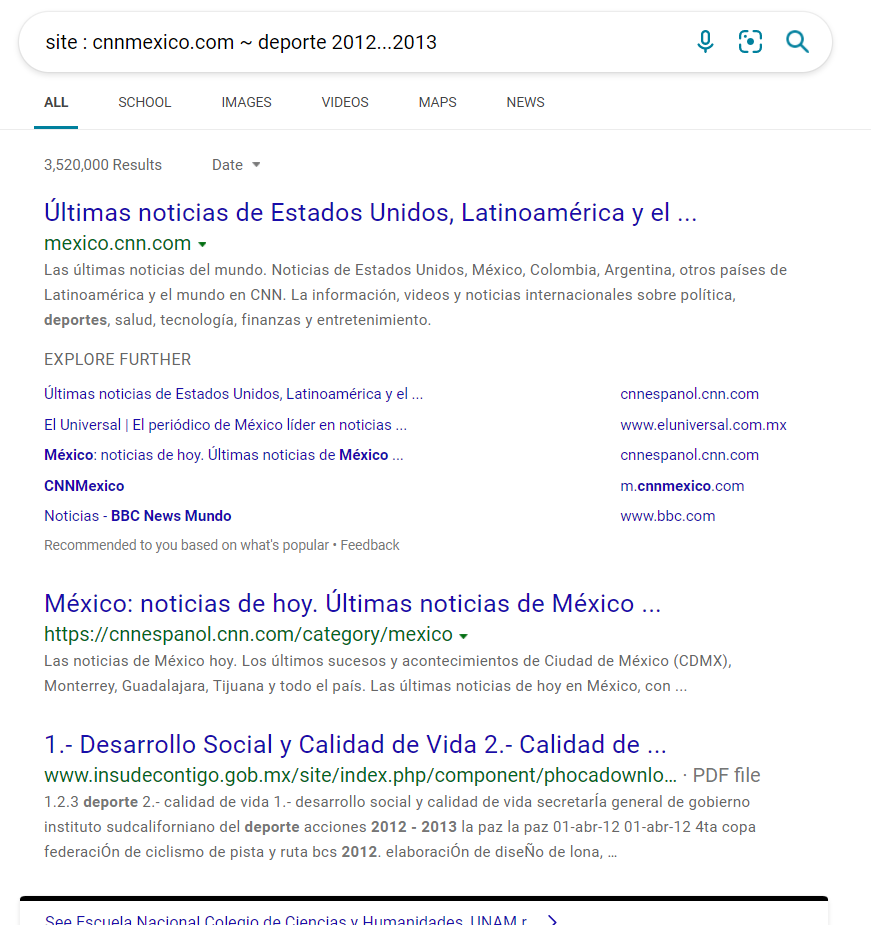 site : cnnmexico.com ~ deporte 2012...2013
ALL SCHOOL IMAGES VIDEOS MAPS NEWS
3,520,000 Results Date
Últimas noticias de Estados Unidos, Latinoamérica y el ...
mexico.cnn.com
Las últimas noticias del mundo. Noticias de Estados Unidos, México, Colombia, Argentina, otros países de
Latinoamérica y el mundo en CNN. La información, videos y noticias internacionales sobre política,
deportes, salud, tecnología, finanzas y entretenimiento.
EXPLORE FURTHER
Últimas noticias de Estados Unidos, Latinoamérica y el ... cnnespanol.cnn.com
El Universal | El periódico de México líder en noticias ... www.eluniversal.com.mx
México: noticias de hoy. Últimas noticias de México ... cnnespanol.cnn.com
CNNMexico m.cnnmexico.com
Noticias - BBC News Mundo www.bbc.com
Recommended to you based on what's popular • Feedback
México: noticias de hoy. Últimas noticias de México ...
https://cnnespanol.cnn.com/category/mexico
Las noticias de México hoy. Los últimos sucesos y acontecimientos de Ciudad de México (CDMX),
Monterrey, Guadalajara, Tijuana y todo el país. Las últimas noticias de hoy en México, con ...
1.- Desarrollo Social y Calidad de Vida 2.- Calidad de ...
www.insudecontigo.gob.mx/site/index.php/component/phocadownlo... · PDF file
1.2.3 deporte 2.- calidad de vida 1.- desarrollo social y calidad de vida secretarÍa general de gobierno
instituto sudcaliforniano del deporte acciones 2012 - 2013 la paz la paz 01-abr-12 01-abr-12 4ta copa
federaciÓn de ciclismo de pista y ruta bcs 2012. elaboraciÓn de diseÑo de lona, ...
See Escuela Nacional Colegio de Ciencias y Humanidades, UNAM r...